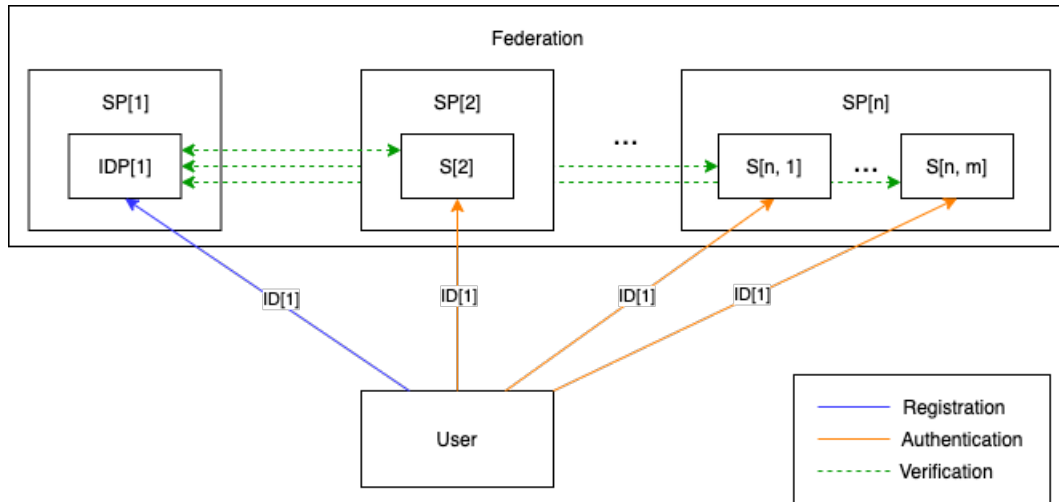 Federation
SP[1]
SP[2]
SP[n]
...
IDP[1]
S[2]
S[n, 1]
...
S[n, m]
ID[1]
ID[1]
ID[1]
ID[1]
User
Registration
Authentication
Verification